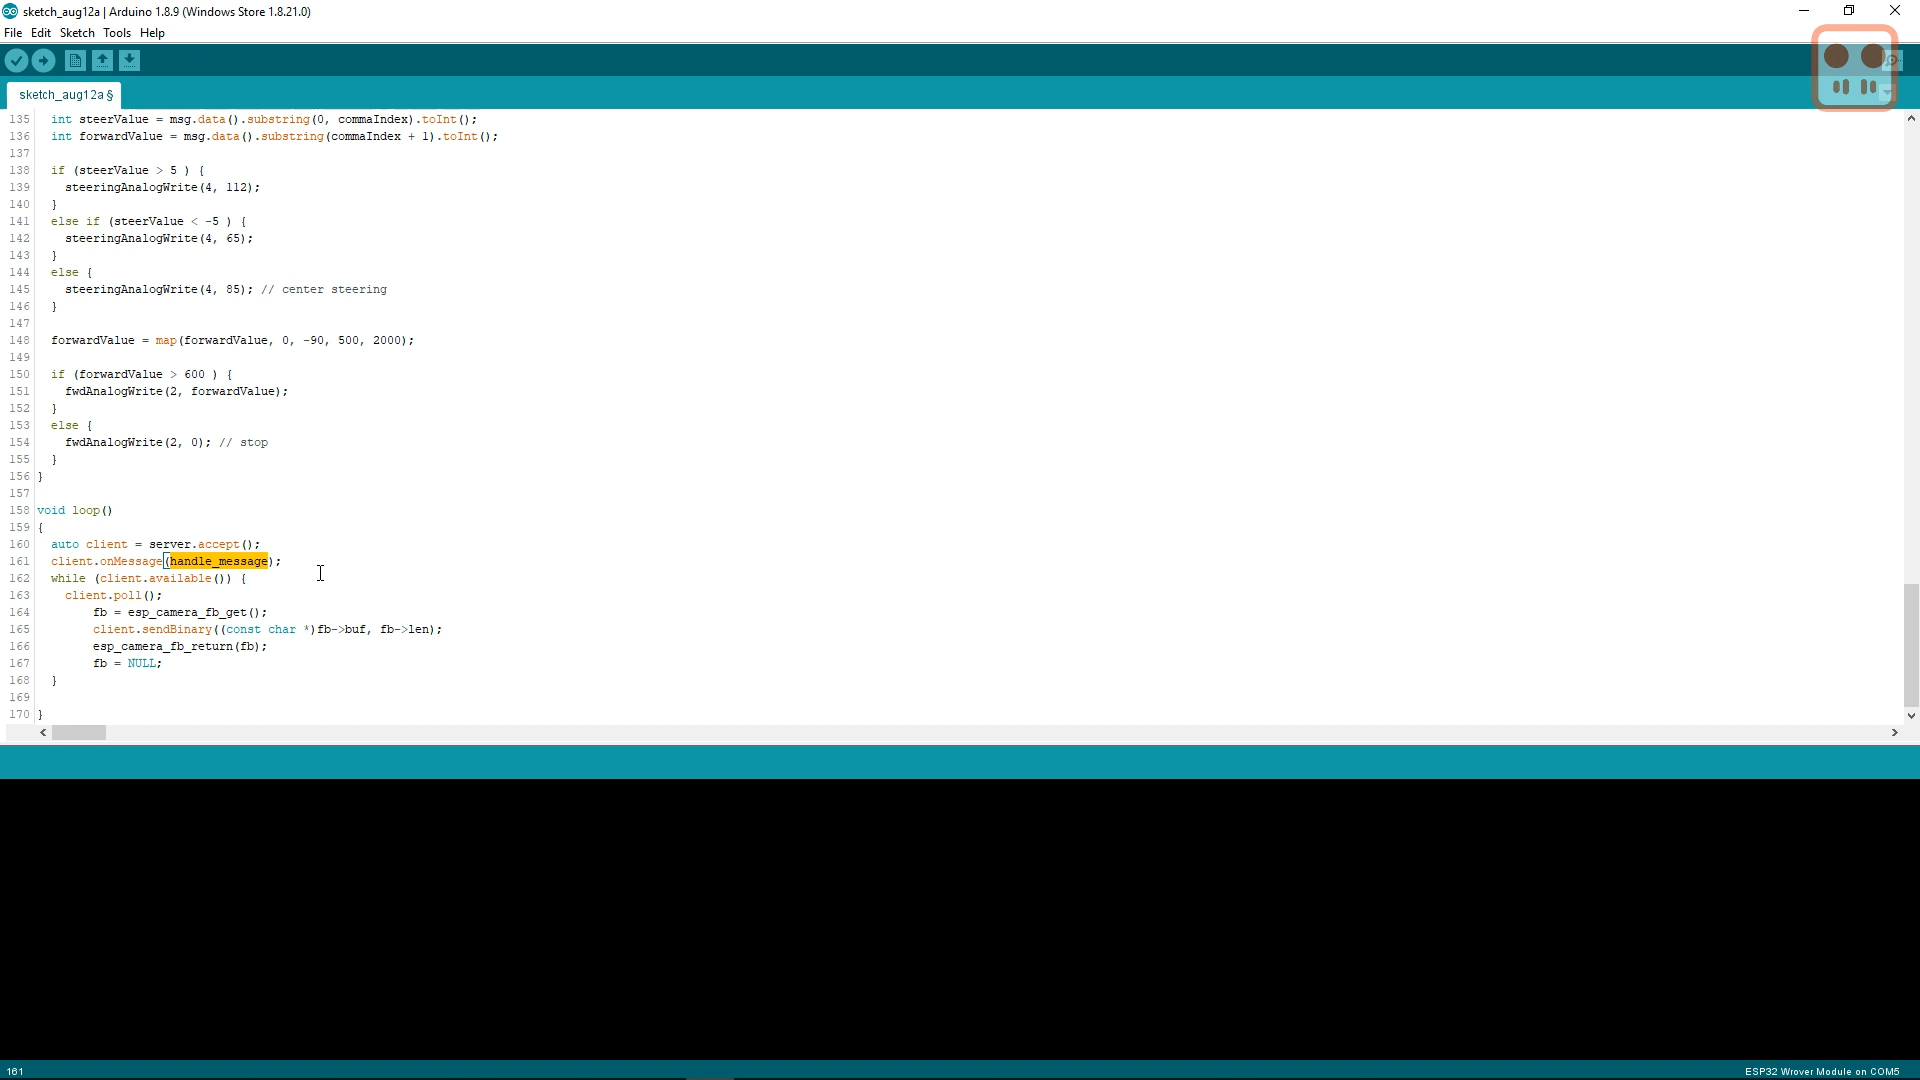 sketch_aug12a | Arduino 1.8.9 (Windows Store 1.8.21.0)
File Edit Sketch Tools Help
sketch_aug12a §
135 int steerValue = msg.data().substring(0, commaIndex).toInt();
136 int forwardValue = msg.data().substring(commaIndex + 1).toInt();
137
138 if (steerValue > 5 ) {
139 steeringAnalogWrite(4, 112);
140 }
141 else if (steerValue < -5 ) {
142 steeringAnalogWrite(4, 65);
143 }
144 else {
145 steeringAnalogWrite(4, 85); // center steering
146 }
147
148 forwardValue = map(forwardValue, 0, -90, 500, 2000);
149
150 if (forwardValue > 600 ) {
151 fwdAnalogWrite(2, forwardValue);
152 }
153 else {
154 fwdAnalogWrite(2, 0); // stop
155 }
156 }
157
158 void loop()
159 {
160 auto client = server.accept();
161 client.onMessage(handle_message);
162 while (client.available()) {
163 client.poll();
164 fb = esp_camera_fb_get();
165 client.sendBinary((const char *)fb->buf, fb->len);
166 esp_camera_fb_return(fb);
167 fb = NULL;
168 }
169
170 }
161
ESP32 Wrover Module on COM5